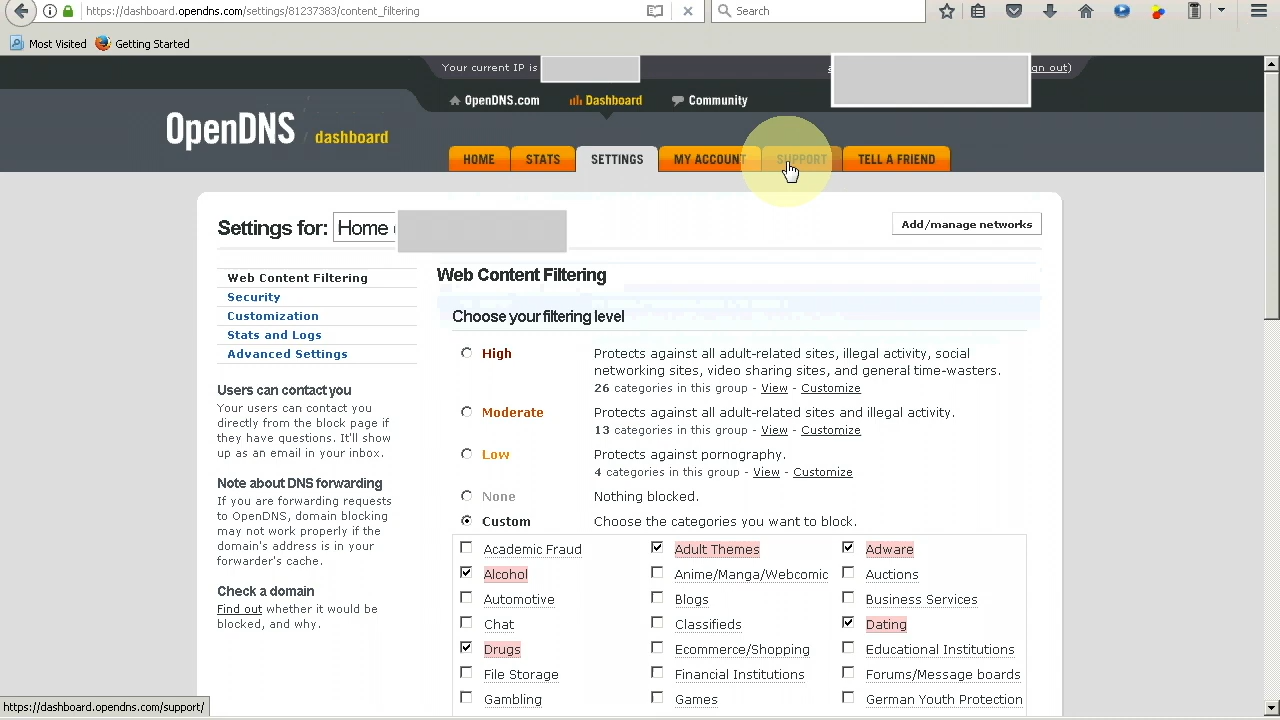 https://dashboard.opendns.com/settings/81237383/content_filtering
Search
Most Visited
Getting Started
Your current IP is
gn out)
OpenDNS.com
Dashboard
Community
OpenDNS / dashboard
HOME
STATS
SETTINGS
MY ACCOUNT
SUPPORT
TELL A FRIEND
Settings for:
Home
Add/manage networks
Web Content Filtering
Security
Customization
Stats and Logs
Advanced Settings
Users can contact you
Your users can contact you
directly from the block page if
they have questions. It'll show
up as an email in your inbox.
Note about DNS forwarding
If you are forwarding requests
to OpenDNS, domain blocking
may not work properly if the
domain's address is in your
forwarder's cache.
Check a domain
Find out whether it would be
blocked, and why.
Web Content Filtering
Choose your filtering level
High
Protects against all adult-related sites, illegal activity, social
networking sites, video sharing sites, and general time-wasters.
26 categories in this group - View - Customize
Moderate
Protects against all adult-related sites and illegal activity.
13 categories in this group - View - Customize
Low
Protects against pornography.
4 categories in this group - View - Customize
None
Nothing blocked.
Custom
Choose the categories you want to block.
Academic Fraud
Adult Themes
Adware
Alcohol
Anime/Manga/Webcomic
Auctions
Automotive
Blogs
Business Services
Chat
Classifieds
Dating
Drugs
Ecommerce/Shopping
Educational Institutions
File Storage
Financial Institutions
Forums/Message boards
Gambling
Games
German Youth Protection
https://dashboard.opendns.com/support/